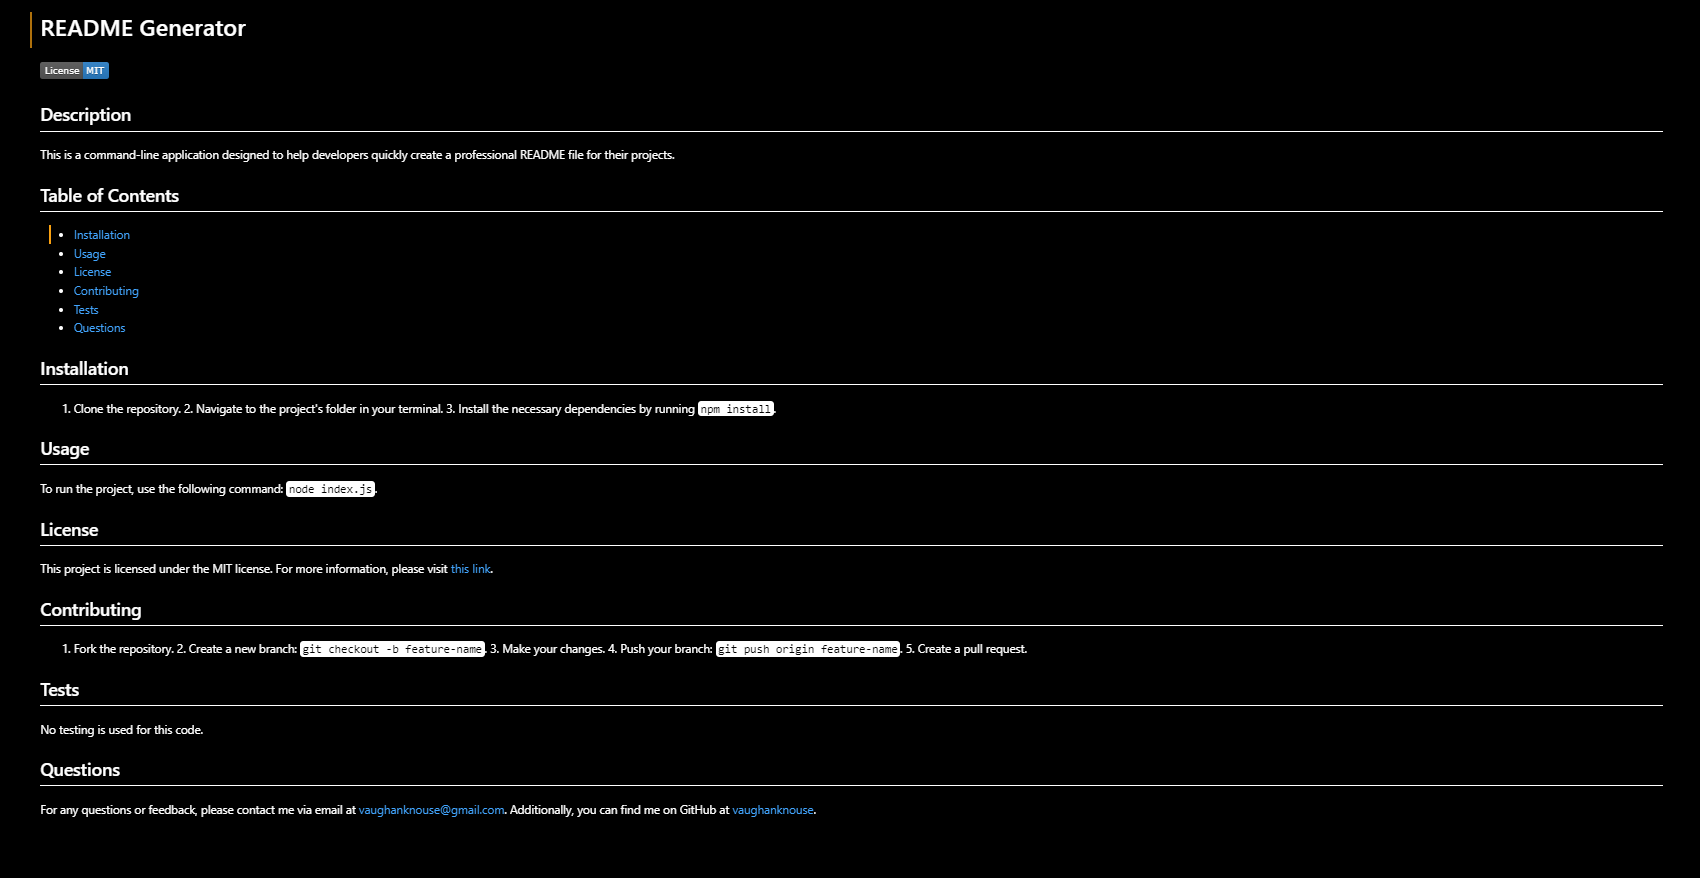 README Generator
License MIT
Description
This is a command-line application designed to help developers quickly create a professional README file for their projects.
Table of Contents
• Installation
• Usage
• License
• Contributing
• Tests
• Questions
Installation
1. Clone the repository. 2. Navigate to the project's folder in your terminal. 3. Install the necessary dependencies by running npm install.
Usage
To run the project, use the following command: node index.js.
License
This project is licensed under the MIT license. For more information, please visit this link.
Contributing
1. Fork the repository. 2. Create a new branch: git checkout -b feature-name. 3. Make your changes. 4. Push your branch: git push origin feature-name. 5. Create a pull request.
Tests
No testing is used for this code.
Questions
For any questions or feedback, please contact me via email at vaughanknouse@gmail.com. Additionally, you can find me on GitHub at vaughanknouse.